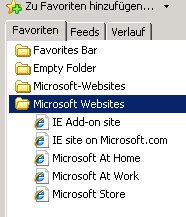 Zu Favoriten hinzufügen...
Favoriten Feeds Verlauf
Favorites Bar
Empty Folder
Microsoft-Websites
Microsoft Websites
IE Add-on site
IE site on Microsoft.com
Microsoft At Home
Microsoft At Work
Microsoft Store